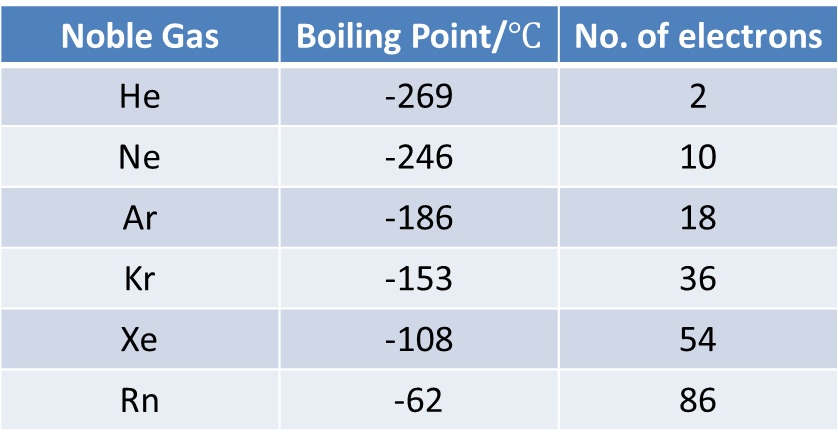 Noble Gas Boiling Point/°C No. of electrons
He -269 2
Ne -246 10
Ar -186 18
Kr -153 36
Xe -108 54
Rn -62 86